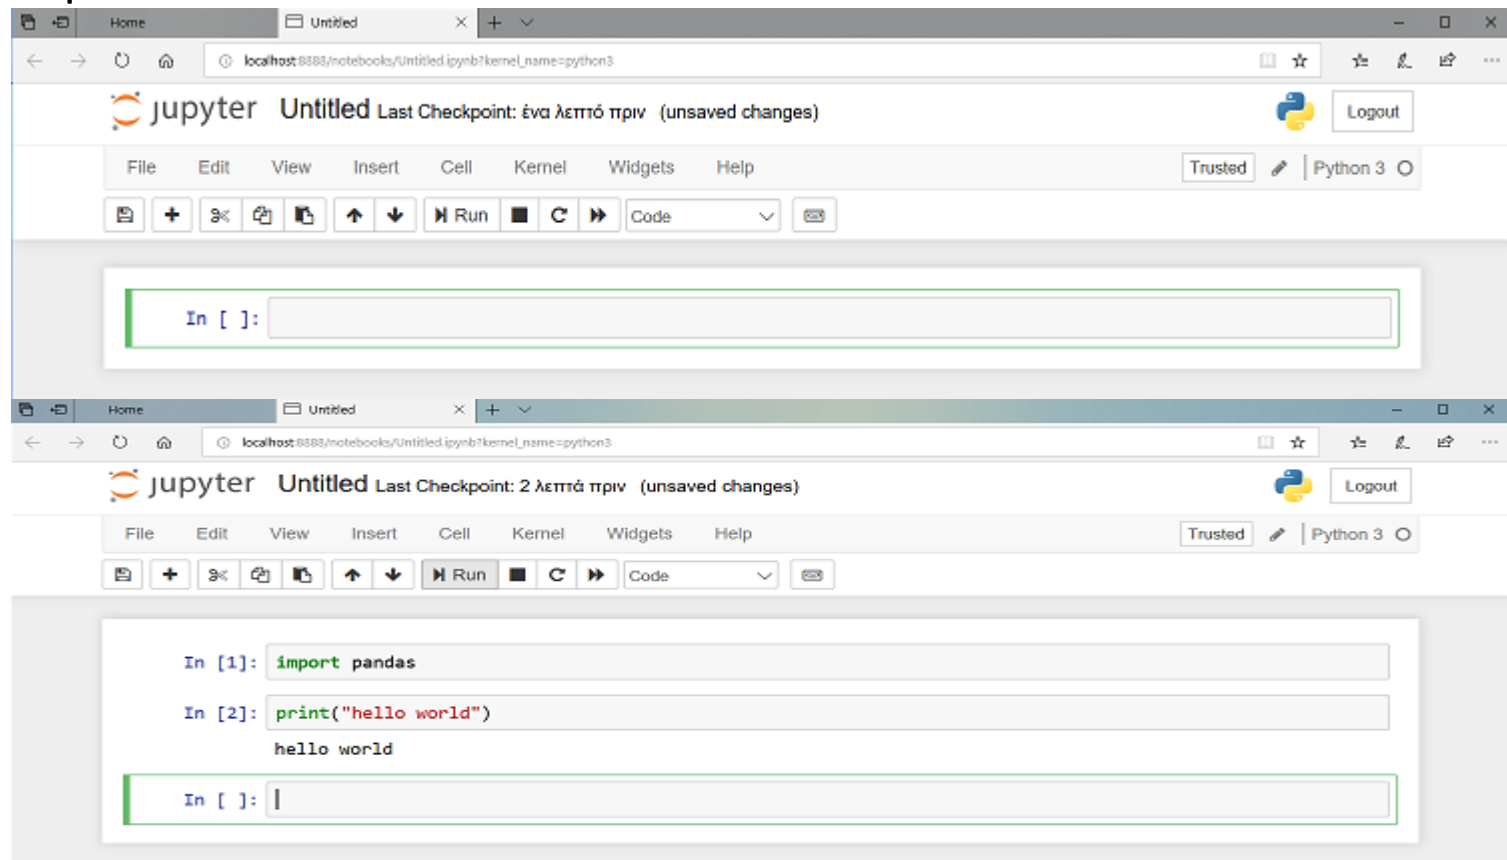 Home Untitled
localhost:8888/notebooks/Untitled.ipynb?kernel_name=python3
jupyter Untitled Last Checkpoint: ένα λεπτό πριν (unsaved changes) Logout
File Edit View Insert Cell Kernel Widgets Help Trusted Python 3
Run Code
In [ ]:
Home Untitled
localhost:8888/notebooks/Untitled.ipynb?kernel_name=python3
jupyter Untitled Last Checkpoint: 2 λεπτά πριν (unsaved changes) Logout
File Edit View Insert Cell Kernel Widgets Help Trusted Python 3
Run Code
In [1]: import pandas
In [2]: print("hello world")
hello world
In [ ]: